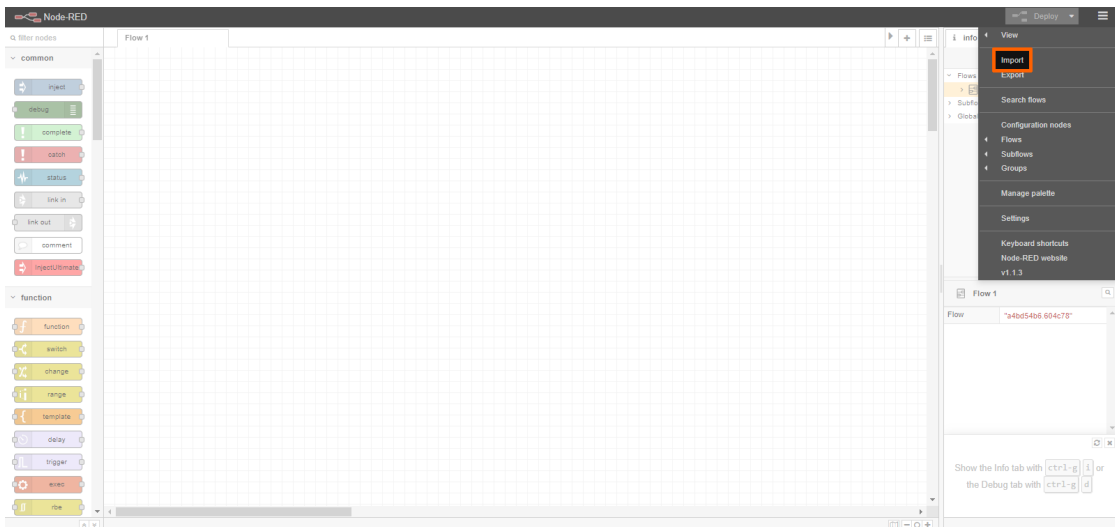 Node-RED
Deploy
filter nodes
Flow 1
info
common
inject
debug
complete
catch
status
link in
link out
comment
InjectUltimate
function
function
switch
change
range
template
delay
trigger
exec
rbe
View
Import
Export
Search flows
Configuration nodes
Flows
Subflows
Groups
Manage palette
Settings
Keyboard shortcuts
Node-RED website
v1.1.3
Flows
Subflo
Global
Flow 1
Flow "a4bd54b6.604c78"
Show the Info tab with ctrl-g i or
the Debug tab with ctrl-g d